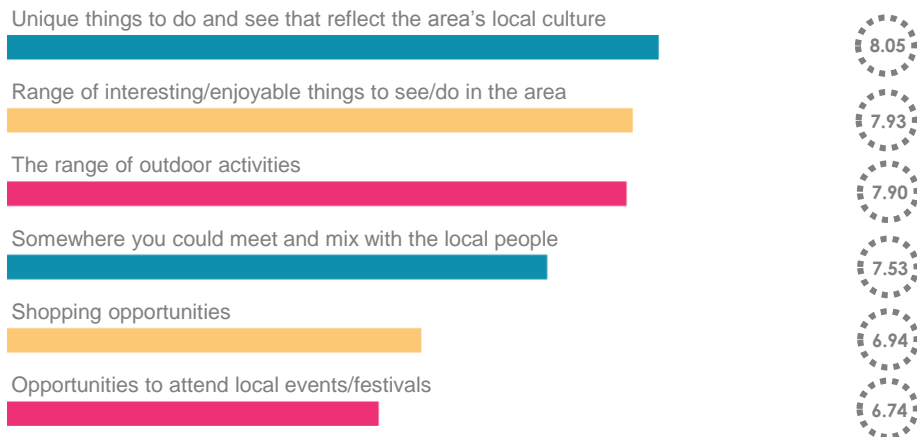 Unique things to do and see that reflect the area's local culture
8.05
Range of interesting/enjoyable things to see/do in the area
7.93
The range of outdoor activities
7.90
Somewhere you could meet and mix with the local people
7.53
Shopping opportunities
6.94
Opportunities to attend local events/festivals
6.74